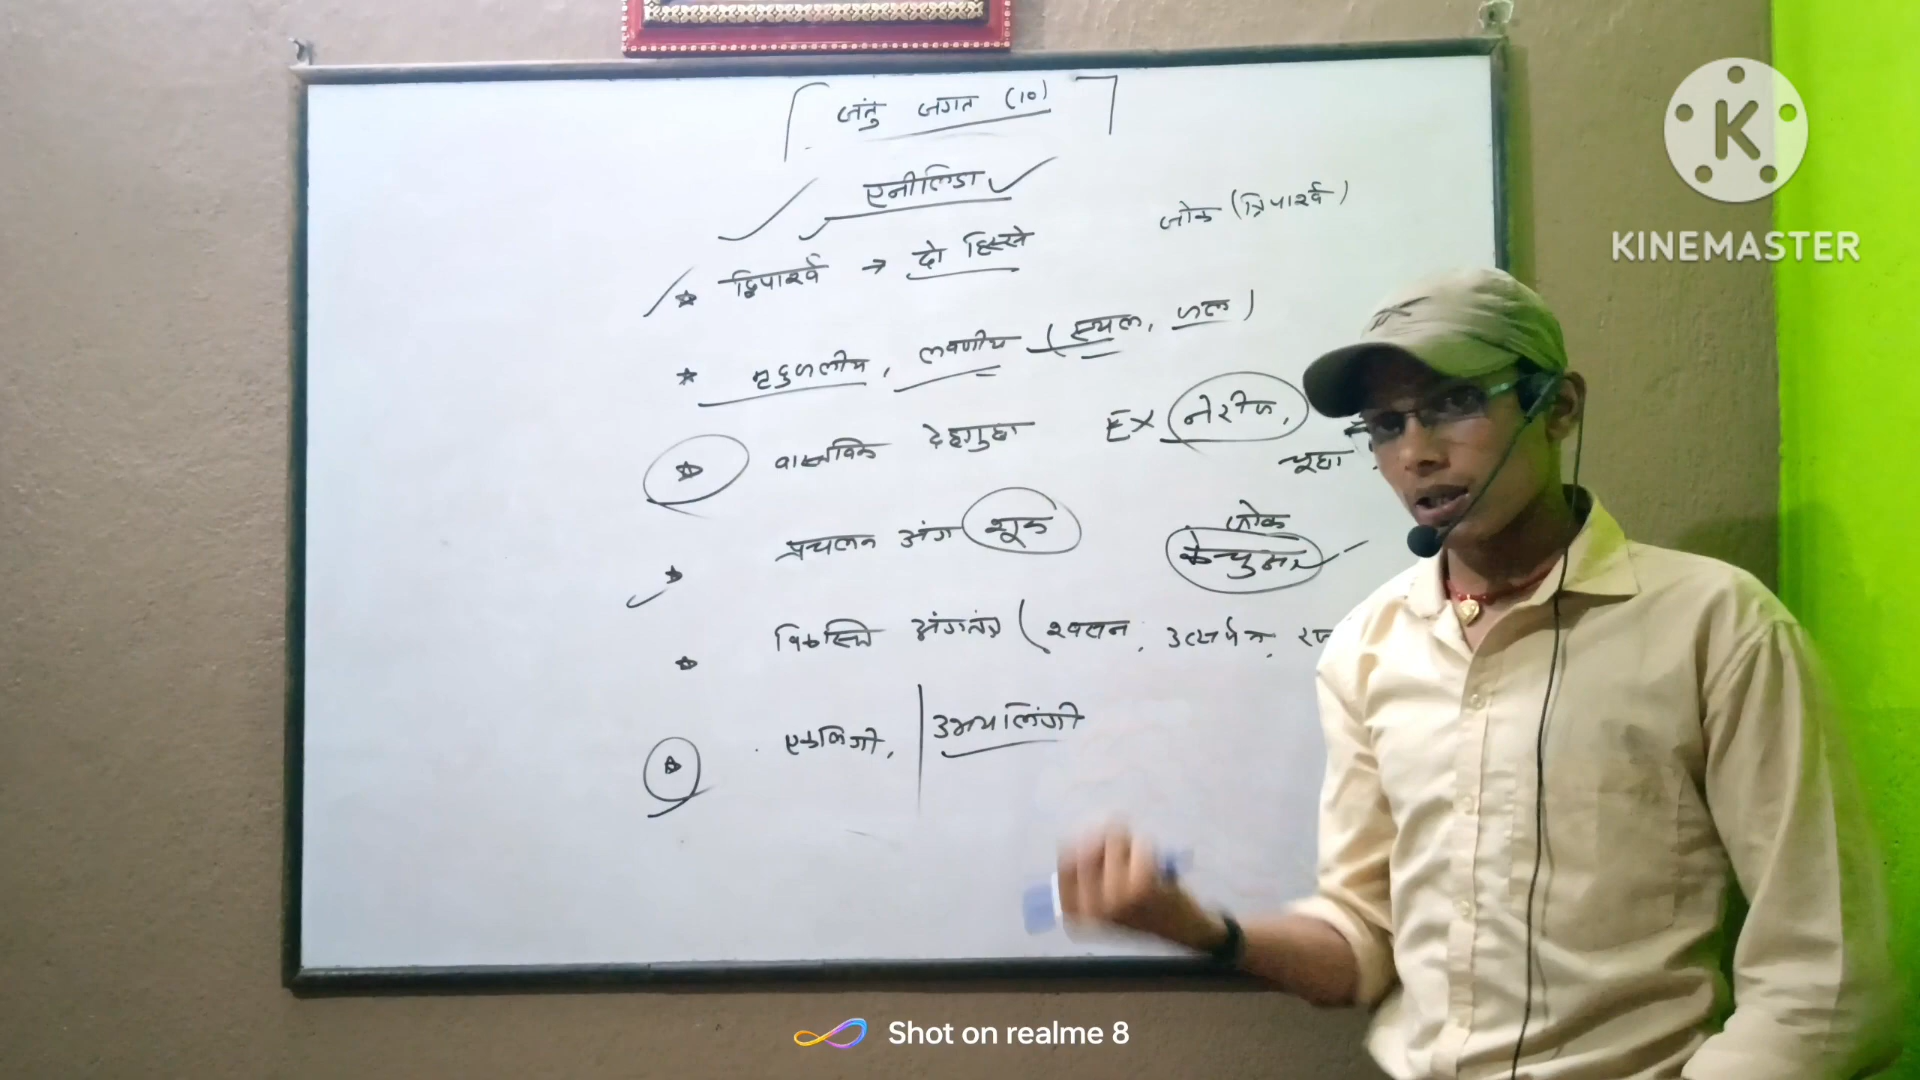 जंतु जगत (10)
एनीलिडा
जोक (त्रिपार्श्व)
द्विपार्श्व → दो हिस्से
मृदुजलीय, लवणीय (स्थल, जल)
वास्तविक देहगुहा Ex नेरीज,
चूहा
प्रचलन अंग शूक
जोक
केन्चुआ
विकसित अंगतंत्र (श्वसन, उत्सर्जन,
एकलिंगी, उभयलिंगी
K
KINEMASTER
Shot on realme 8